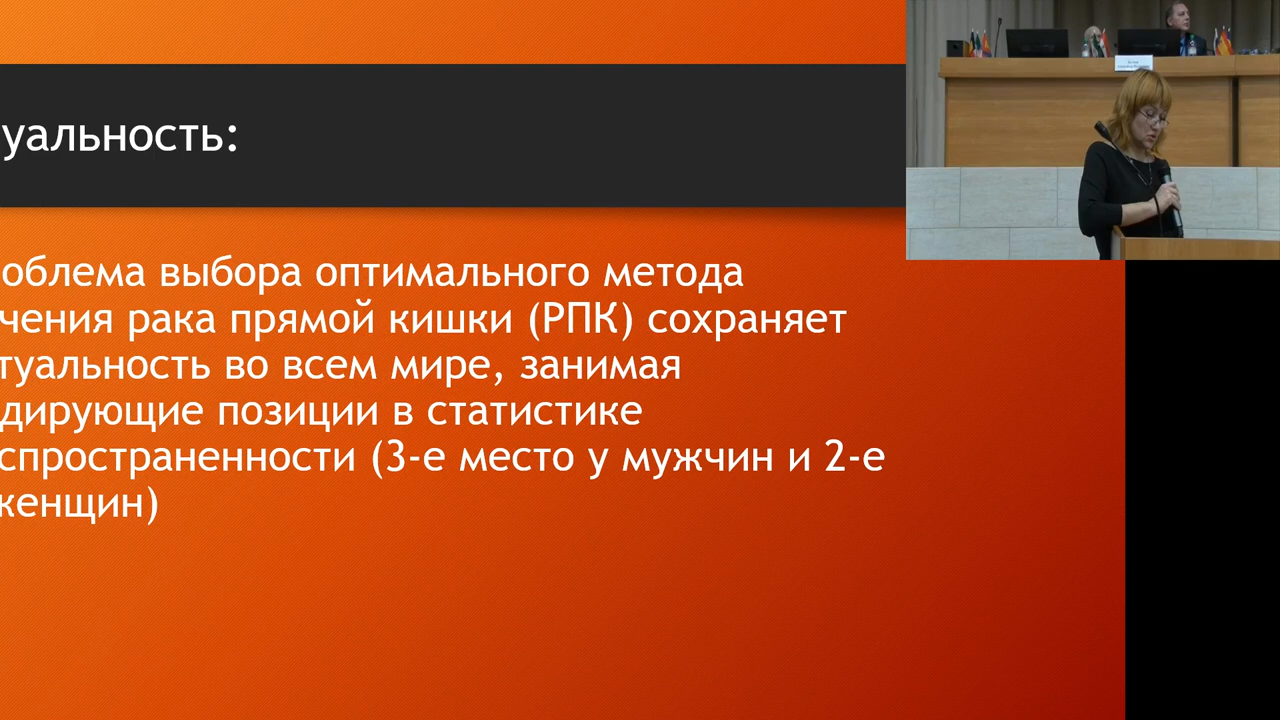 уальность:
облема выбора оптимального метода
чения рака прямой кишки (РПК) сохраняет
туальность во всем мире, занимая
дирующие позиции в статистике
спространенности (3-е место у мужчин и 2-е
женщин)